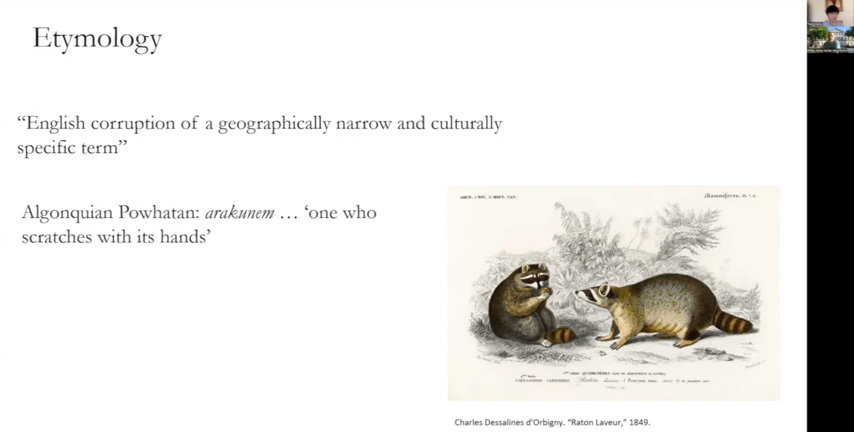 Etymology
“English corruption of a geographically narrow and culturally
specific term”
Algonquian Powhatan: arakunem … ‘one who
scratches with its hands’
Mammifères.
Charles Dessalines d'Orbigny. “Raton Laveur,” 1849.